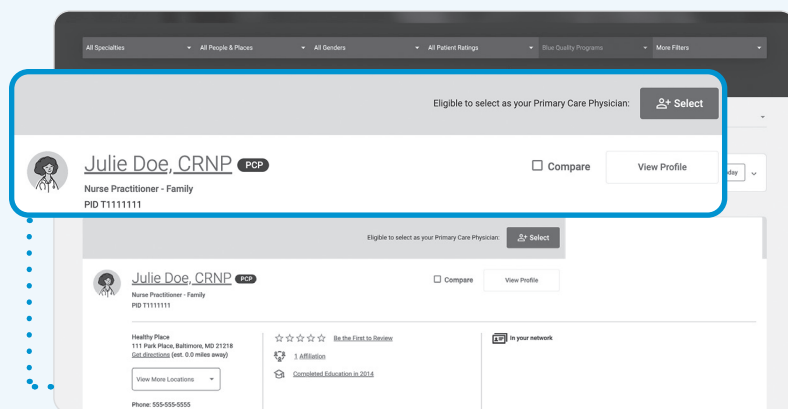 All Specialties
All People & Places
All Genders
All Patient Ratings
Blue Quality Programs
More Filters
Eligible to select as your Primary Care Physician:
Select
Julie Doe, CRNP PCP
Compare
View Profile
Nurse Practitioner - Family
PID T1111111
Eligible to select as your Primary Care Physician:
Select
Julie Doe, CRNP PCP
Compare
View Profile
Nurse Practitioner - Family
PID T1111111
Healthy Place
111 Park Place, Baltimore, MD 21218
Get directions (est. 0.0 miles away)
View More Locations
Phone: 555-555-5555
Be the First to Review
1 Affiliation
Completed Education in 2014
In your network